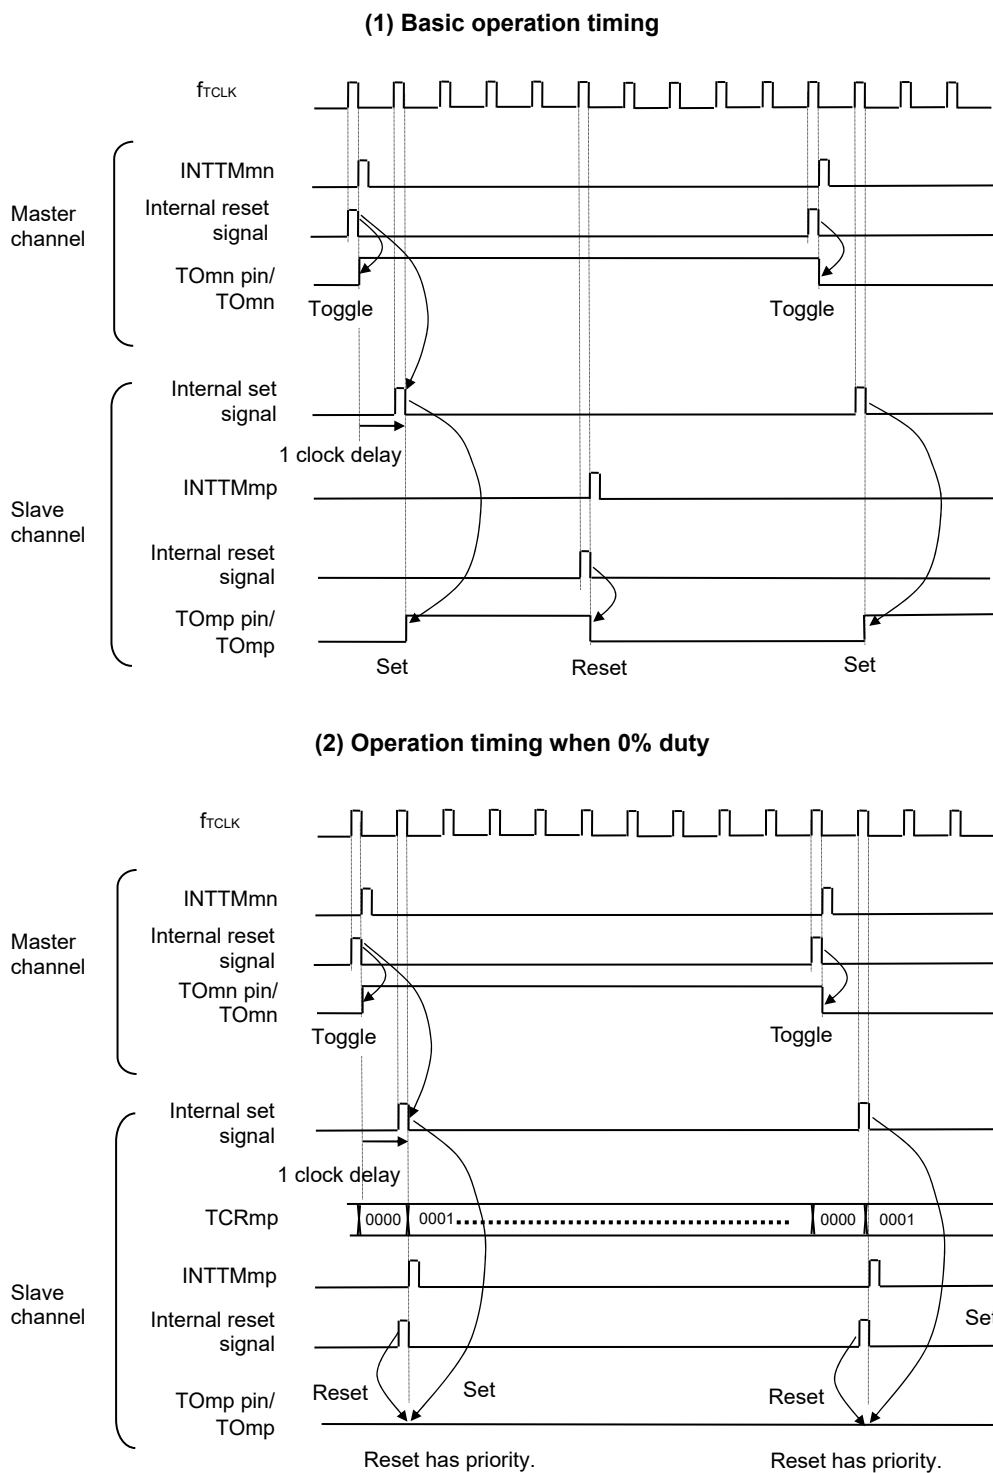 (1) Basic operation timing
fTCLK
INTTMmn
Master
channel
Internal reset
signal
TOmn pin/
TOmn
Toggle
Toggle
Internal set
signal
1 clock delay
INTTMmp
Slave
channel
Internal reset
signal
TOmp pin/
TOmp
Set
Reset
Set
(2) Operation timing when 0% duty
fTCLK
INTTMmn
Master
channel
Internal reset
signal
TOmn pin/
TOmn
Toggle
Toggle
Internal set
signal
1 clock delay
TCRmp
0000
0001
0000
0001
INTTMmp
Slave
channel
Internal reset
signal
Set
Reset
Set
Reset
TOmp pin/
TOmp
Reset has priority.
Reset has priority.